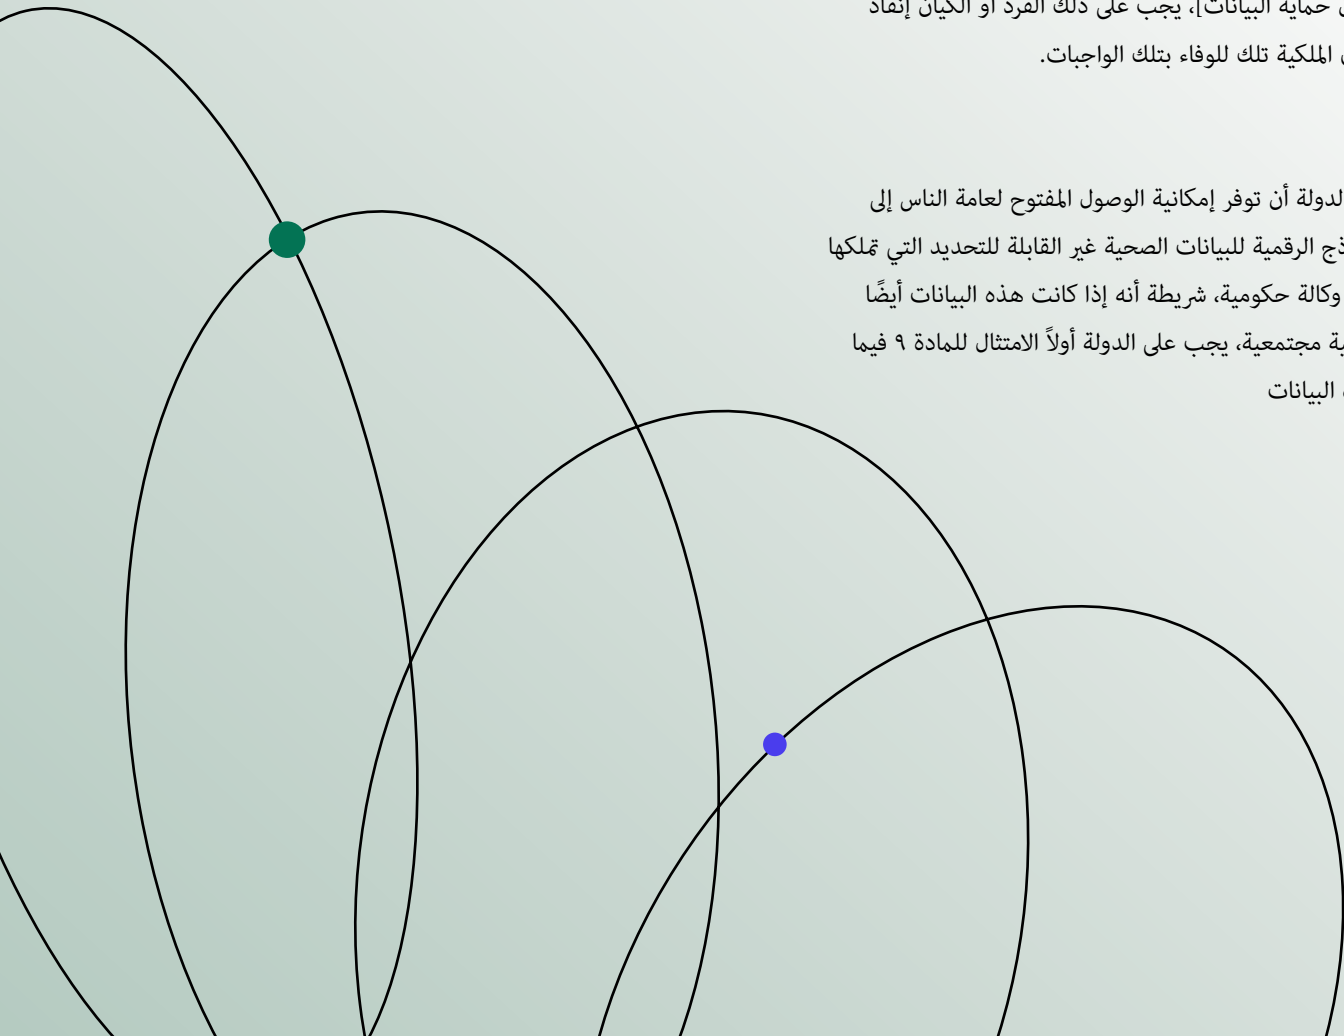 حماية البيانات]، يجب على ذلك الفرد أو الكيان إنفاذ
الملكية تلك للوفاء بتلك الواجبات.
الدولة أن توفر إمكانية الوصول المفتوح لعامة الناس إلى
الرقمية للبيانات الصحية غير القابلة للتحديد التي تملكها
وكالة حكومية، شريطة أنه إذا كانت هذه البيانات أيضًا
مجتمعية، يجب على الدولة أولاً الامتثال للمادة ٩ فيما
البيانات